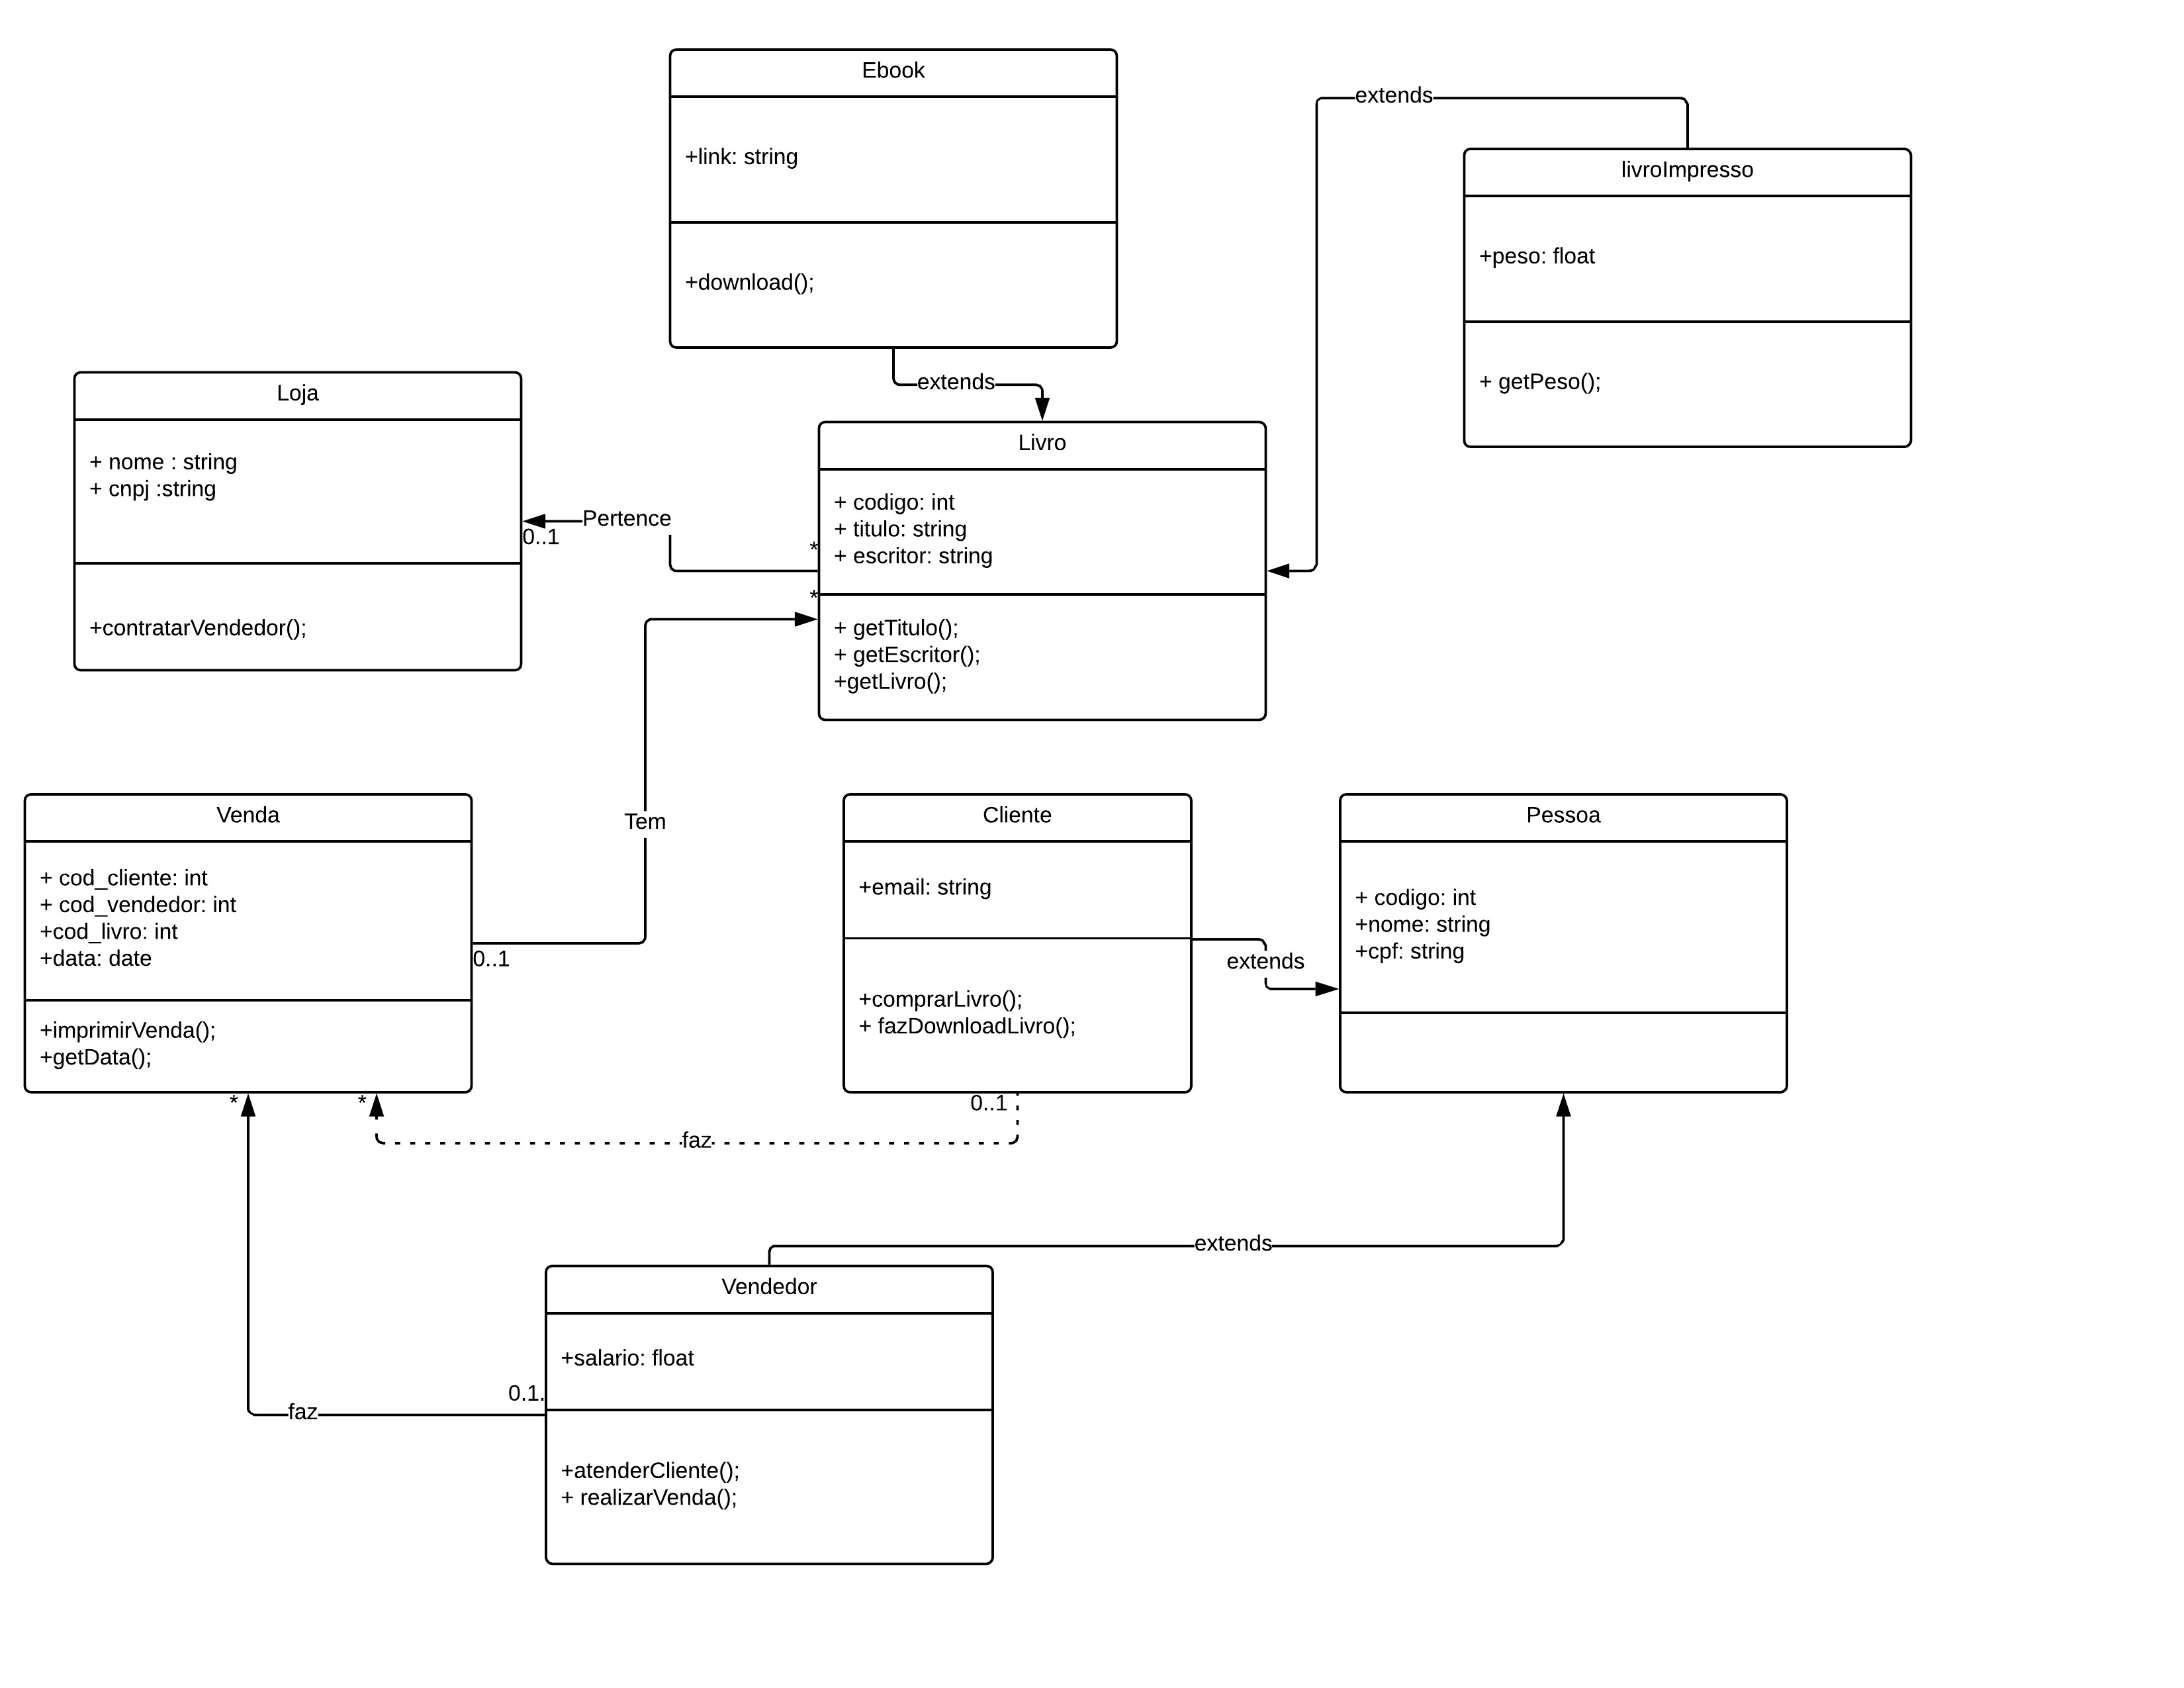 Ebook
+link: string
+download();
extends
livroImpresso
+peso: float
+ getPeso();
extends
Loja
+ nome : string
+ cnpj :string
+contratarVendedor();
Pertence
0..1
*
Livro
+ codigo: int
+ titulo: string
+ escritor: string
+ getTitulo();
+ getEscritor();
+getLivro();
*
Tem
0..1
Venda
+ cod_cliente: int
+ cod_vendedor: int
+cod_livro: int
+data: date
+imprimirVenda();
+getData();
Cliente
+email: string
+comprarLivro();
+ fazDownloadLivro();
extends
Pessoa
+ codigo: int
+nome: string
+cpf: string
*
*
0..1
faz
extends
Vendedor
+salario: float
+atenderCliente();
+ realizarVenda();
0.1.
faz